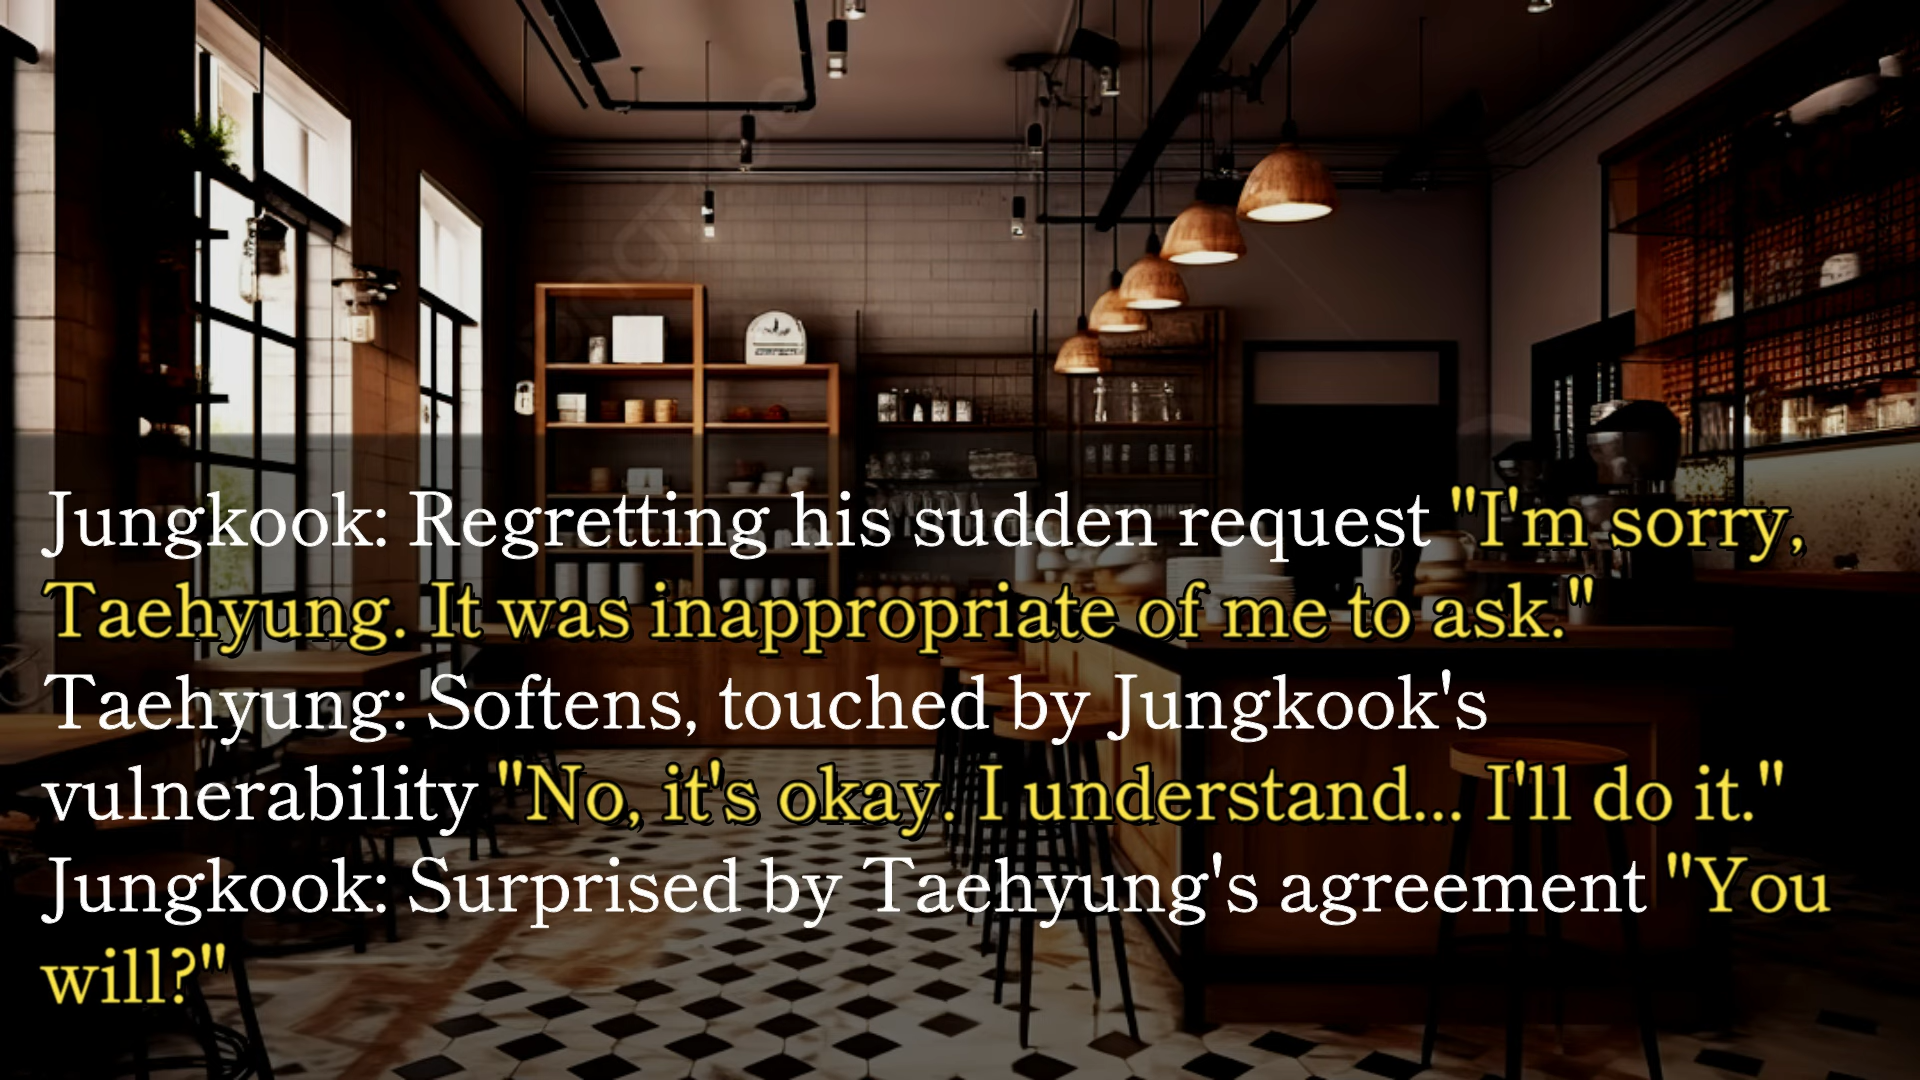 Jungkook: Regretting his sudden request "I'm sorry,
Taehyung. It was inappropriate of me to ask."
Taehyung: Softens, touched by Jungkook's
vulnerability "No, it's okay. I understand... I'll do it."
Jungkook: Surprised by Taehyung's agreement "You
will?"